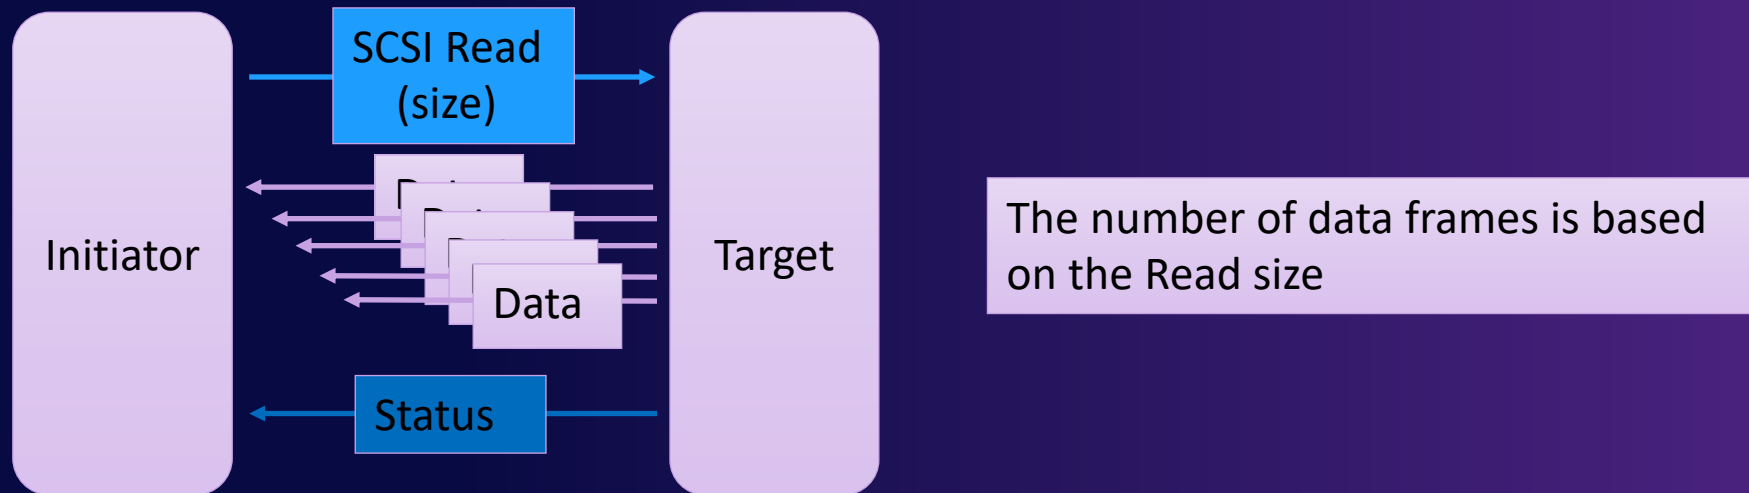 SCSI Read
(size)
Initiator
Data
Target
Status
The number of data frames is based
on the Read size